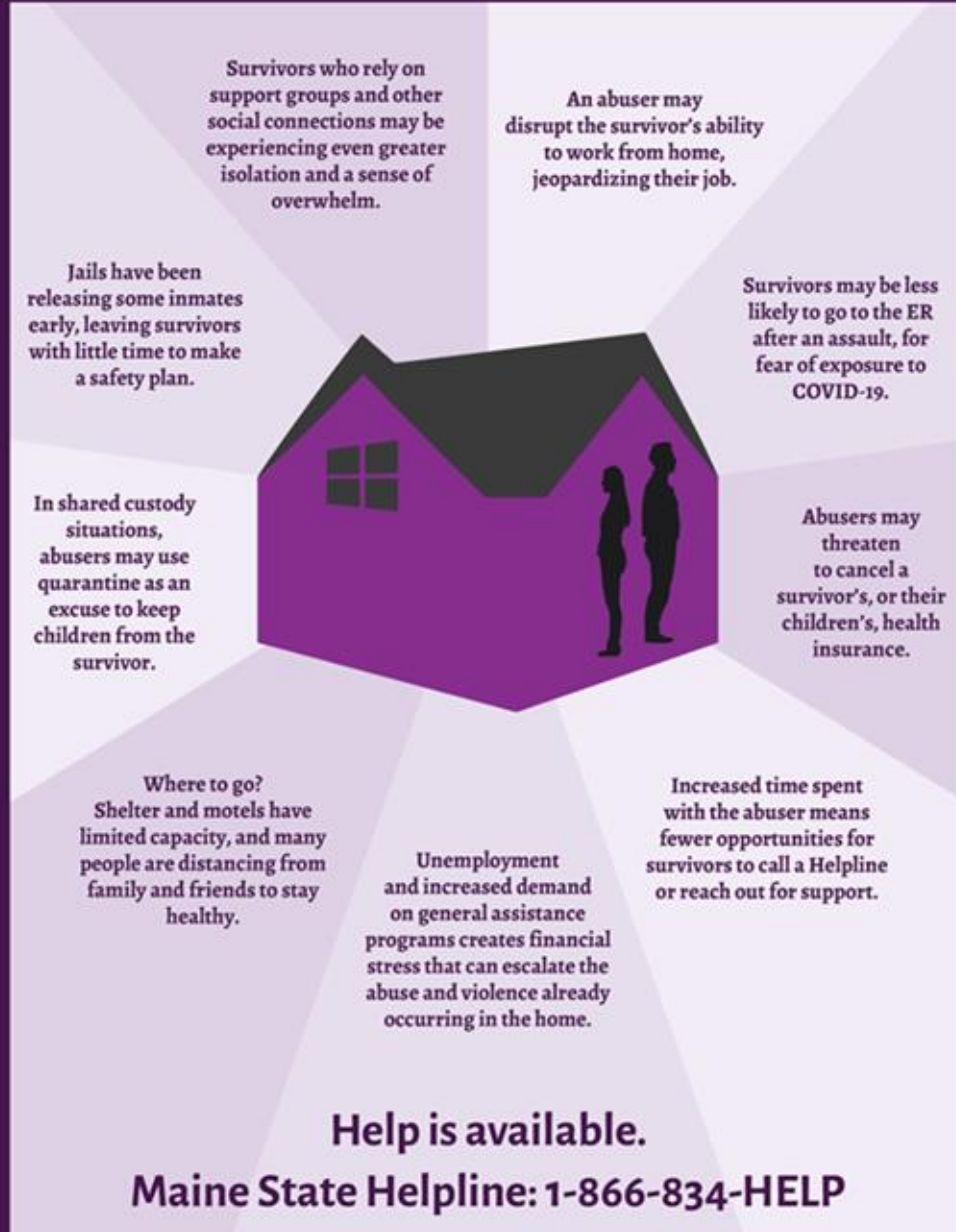 Survivors who rely on
support groups and other
social connections may be
experiencing even greater
isolation and a sense of
overwhelm.
An abuser may
disrupt the survivor's ability
to work from home,
jeopardizing their job.
Jails have been
releasing some inmates
early, leaving survivors
with little time to make
a safety plan.
Survivors may be less
likely to go to the ER
after an assault, for
fear of exposure to
COVID-19.
In shared custody
situations,
abusers may use
quarantine as an
excuse to keep
children from the
survivor.
Abusers may
threaten
to cancel a
survivor's, or their
children's, health
insurance.
Where to go?
Shelter and motels have
limited capacity, and many
people are distancing from
family and friends to stay
healthy.
Unemployment
and increased demand
on general assistance
programs creates financial
stress that can escalate the
abuse and violence already
occurring in the home.
Increased time spent
with the abuser means
fewer opportunities for
survivors to call a Helpline
or reach out for support.
Help is available.
Maine State Helpline: 1-866-834-HELP